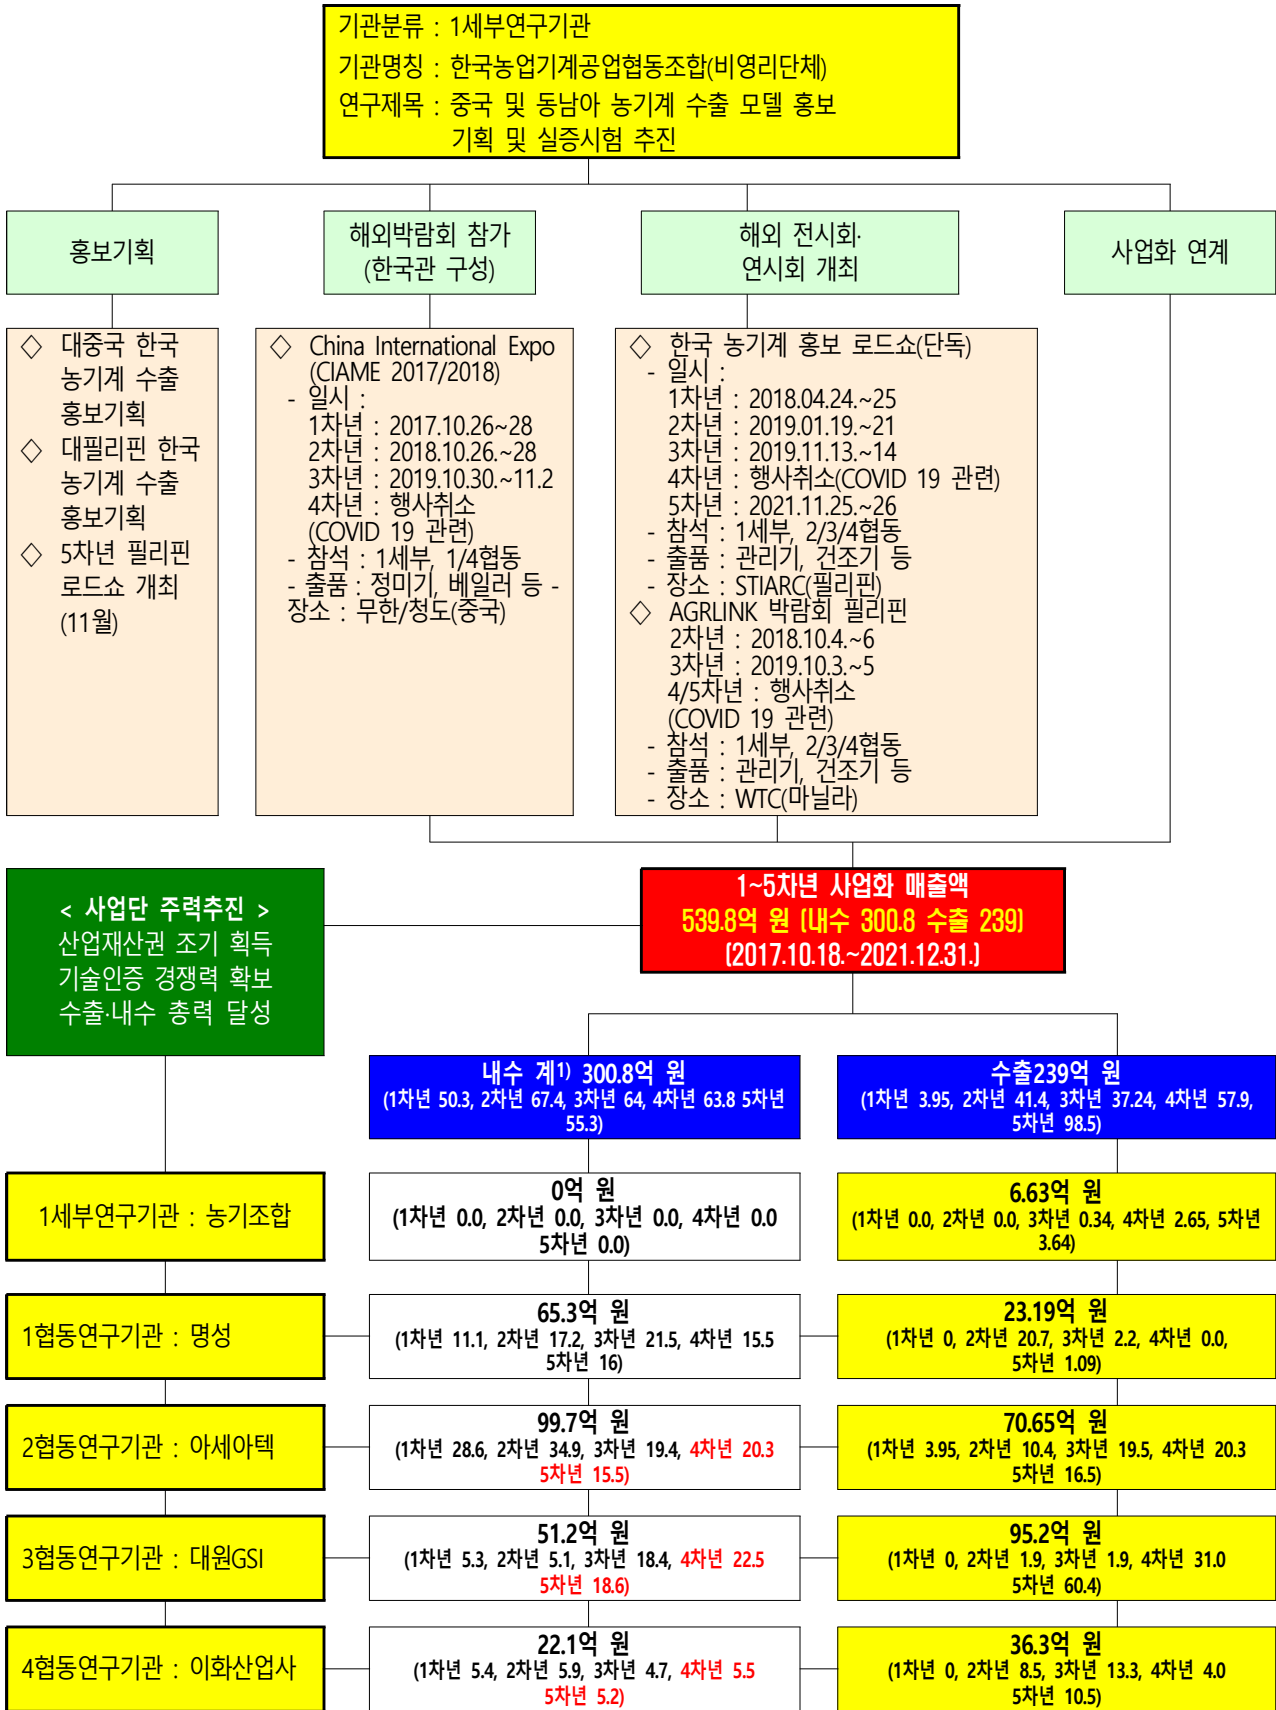 기관분류 : 1세부연구기관
기관명칭 : 한국농업기계공업협동조합(비영리단체)
연구제목 : 중국 및 동남아 농기계 수출 모델 홍보
기획 및 실증시험 추진
홍보기획
해외박람회 참가
(한국관 구성)
해외 전시회·
연시회 개최
사업화 연계
◇ 대중국 한국
농기계 수출
홍보기획
◇ 대필리핀 한국
농기계 수출
홍보기획
◇ 5차년 필리핀
로드쇼 개최
(11월)
◇ China International Expo
(CIAME 2017/2018)
- 일시 :
1차년 : 2017.10.26~28
2차년 : 2018.10.26.~28
3차년 : 2019.10.30.~11.2
4차년 : 행사취소
(COVID 19 관련)
- 참석 : 1세부, 1/4협동
- 출품 : 정미기, 베일러 등 -
장소 : 무한/청도(중국)
◇ 한국 농기계 홍보 로드쇼(단독)
- 일시 :
1차년 : 2018.04.24.~25
2차년 : 2019.01.19.~21
3차년 : 2019.11.13.~14
4차년 : 행사취소(COVID 19 관련)
5차년 : 2021.11.25.~26
- 참석 : 1세부, 2/3/4협동
- 출품 : 관리기, 건조기 등
- 장소 : STIARC(필리핀)
◇ AGRLINK 박람회 필리핀
2차년 : 2018.10.4.~6
3차년 : 2019.10.3.~5
4/5차년 : 행사취소
(COVID 19 관련)
- 참석 : 1세부, 2/3/4협동
- 출품 : 관리기, 건조기 등
- 장소 : WTC(마닐라)
< 사업단 주력추진 >
산업재산권 조기 획득
기술인증 경쟁력 확보
수출·내수 총력 달성
1~5차년 사업화 매출액
539.8억 원 (내수 300.8 수출 239)
(2017.10.18.~2021.12.31.)
내수 계1) 300.8억 원
(1차년 50.3, 2차년 67.4, 3차년 64, 4차년 63.8 5차년
55.3)
수출239억 원
(1차년 3.95, 2차년 41.4, 3차년 37.24, 4차년 57.9,
5차년 98.5)
1세부연구기관 : 농기조합
0억 원
(1차년 0.0, 2차년 0.0, 3차년 0.0, 4차년 0.0
5차년 0.0)
6.63억 원
(1차년 0.0, 2차년 0.0, 3차년 0.34, 4차년 2.65, 5차년
3.64)
1협동연구기관 : 명성
65.3억 원
(1차년 11.1, 2차년 17.2, 3차년 21.5, 4차년 15.5
5차년 16)
23.19억 원
(1차년 0, 2차년 20.7, 3차년 2.2, 4차년 0.0,
5차년 1.09)
2협동연구기관 : 아세아텍
99.7억 원
(1차년 28.6, 2차년 34.9, 3차년 19.4, 4차년 20.3
5차년 15.5)
70.65억 원
(1차년 3.95, 2차년 10.4, 3차년 19.5, 4차년 20.3
5차년 16.5)
3협동연구기관 : 대원GSI
51.2억 원
(1차년 5.3, 2차년 5.1, 3차년 18.4, 4차년 22.5
5차년 18.6)
95.2억 원
(1차년 0, 2차년 1.9, 3차년 1.9, 4차년 31.0
5차년 60.4)
4협동연구기관 : 이화산업사
22.1억 원
(1차년 5.4, 2차년 5.9, 3차년 4.7, 4차년 5.5
5차년 5.2)
36.3억 원
(1차년 0, 2차년 8.5, 3차년 13.3, 4차년 4.0
5차년 10.5)